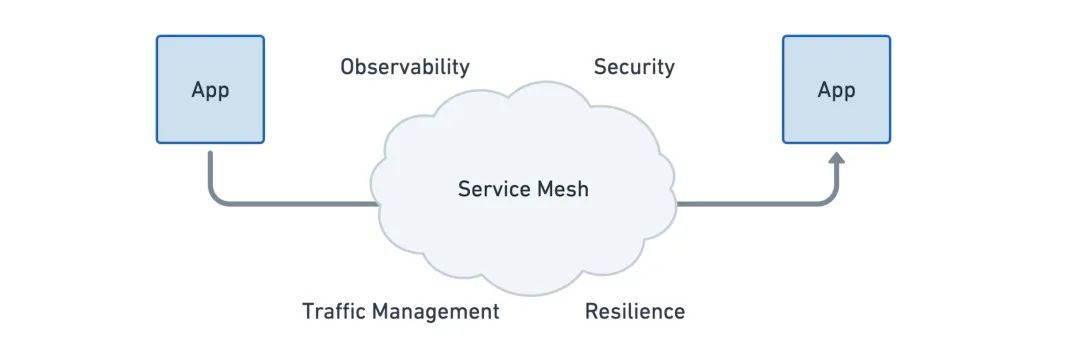 Observability
Security
App
App
Service Mesh
Traffic Management
Resilience